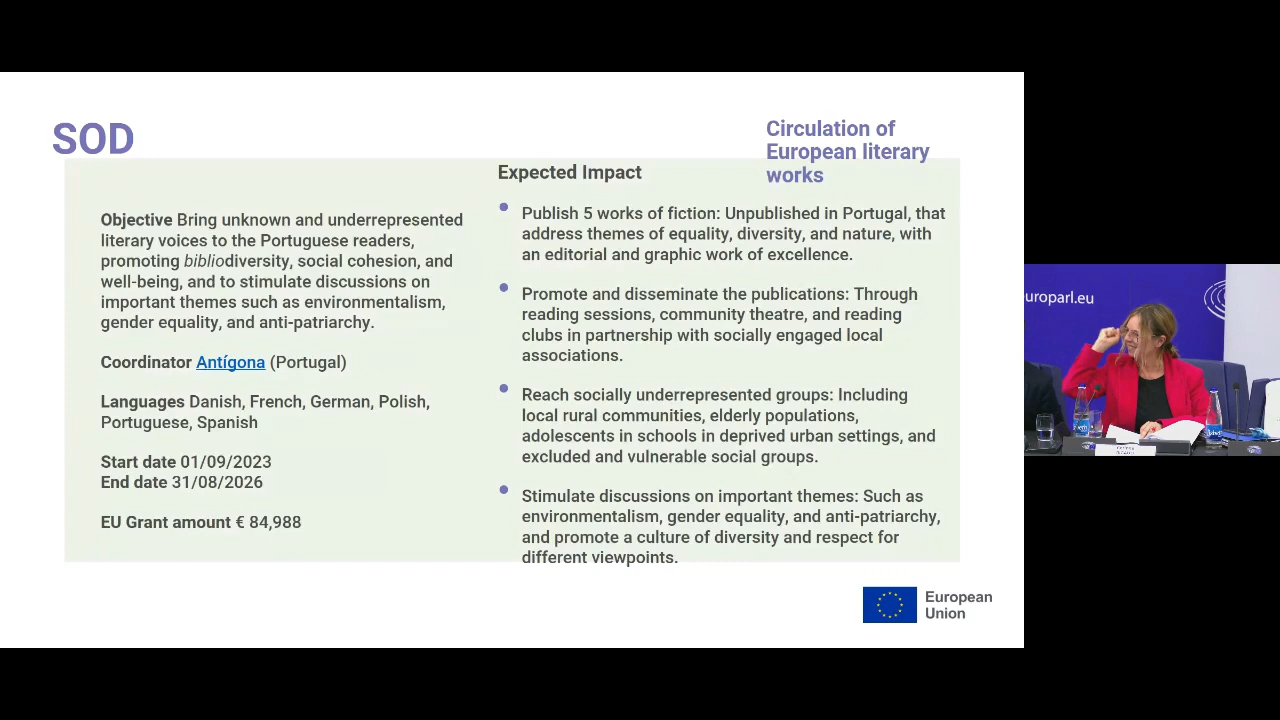 SOD
Circulation of
European literary
works
Objective Bring unknown and underrepresented
literary voices to the Portuguese readers,
promoting bibliodiversity, social cohesion, and
well-being, and to stimulate discussions on
important themes such as environmentalism,
gender equality, and anti-patriarchy.
Coordinator Antígona (Portugal)
Languages Danish, French, German, Polish,
Portuguese, Spanish
Start date 01/09/2023
End date 31/08/2026
EU Grant amount € 84,988
Expected Impact
Publish 5 works of fiction: Unpublished in Portugal, that
address themes of equality, diversity, and nature, with
an editorial and graphic work of excellence.
Promote and disseminate the publications: Through
reading sessions, community theatre, and reading
clubs in partnership with socially engaged local
associations.
Reach socially underrepresented groups: Including
local rural communities, elderly populations,
adolescents in schools in deprived urban settings, and
excluded and vulnerable social groups.
Stimulate discussions on important themes: Such as
environmentalism, gender equality, and anti-patriarchy,
and promote a culture of diversity and respect for
different viewpoints.
European
Union
uroparl.eu